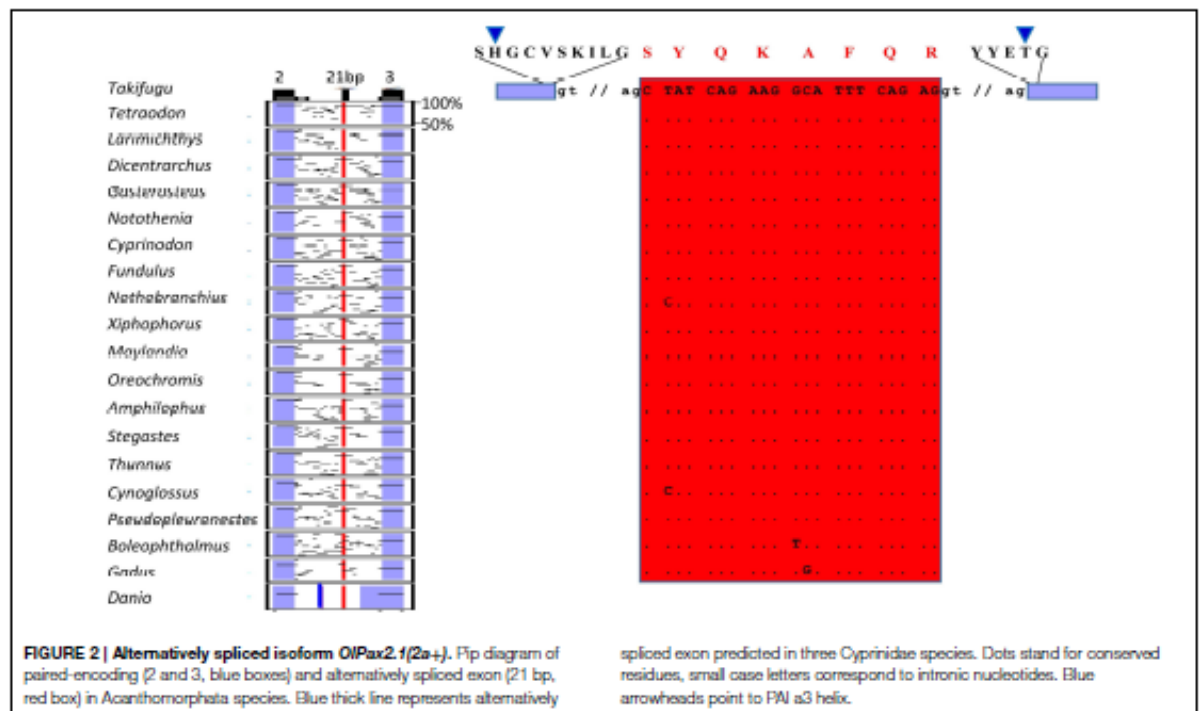 SHGCVSKILG S Y Q K A F Q R YYETG
2 21bp 3
Takifugu gt // agC TAT CAG AAG GCA TTT CAG AGgt // ag
100%
Tetraodon
50%
Larimichthys
Dicentrarchus
Gasterosteus
Notothenia
Cyprinodon
Fundulus
Nothobranchius C
Xiphophorus
Maylandia
Oreochromis
Amphilophus
Stegastes
Thunnus
Cynoglossus C
Pseudopleuronectes
Boleophthalmus T
Gadus G
Danio
FIGURE 2 | Alternatively spliced isoform OlPax2.1(2a+). Pip diagram of
paired-encoding (2 and 3, blue boxes) and alternatively spliced exon (21 bp,
red box) in Acanthomorphata species. Blue thick line represents alternatively
spliced exon predicted in three Cyprinidae species. Dots stand for conserved
residues, small case letters correspond to intronic nucleotides. Blue
arrowheads point to PAI a3 helix.